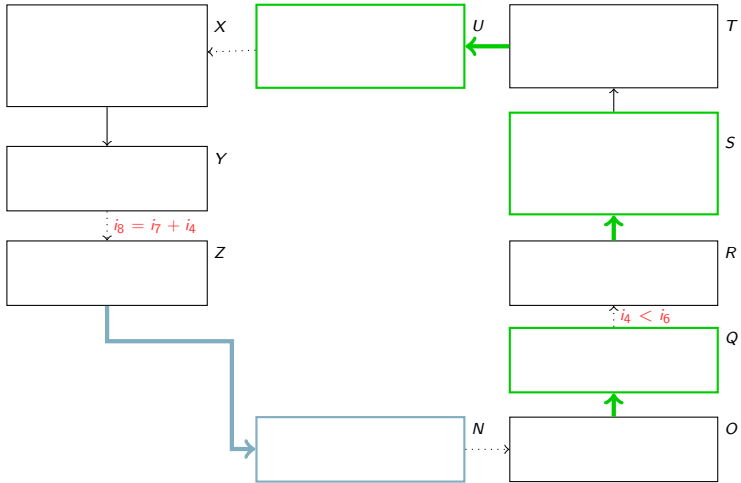 X
U
T
Y
S
i₈ = i₇ + i₄
Z
R
i₄ < i₆
Q
N
O